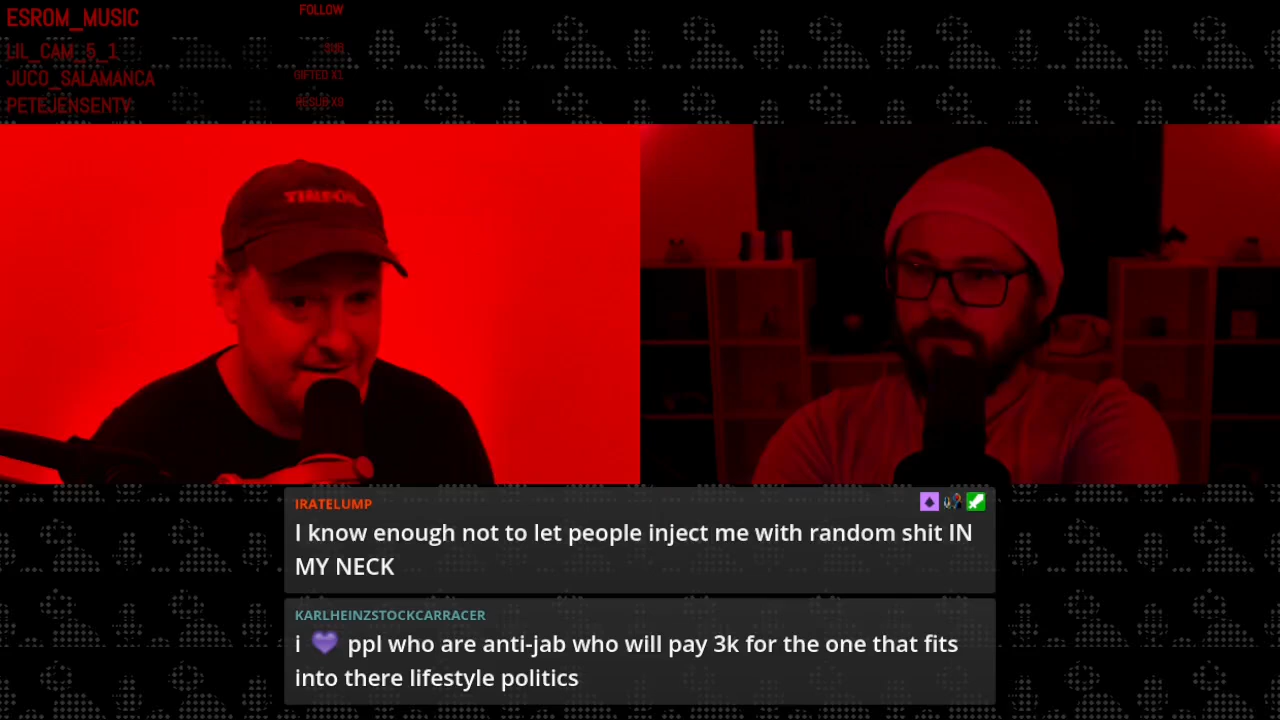 ESROM_MUSIC FOLLOW
LIL_CAM_5_1
JUCO_SALAMANCA GIFTED X1
PETEJENSENTV
IRATELUMP
I know enough not to let people inject me with random shit IN
MY NECK
KARLHEINZSTOCKCARRACER
i 💜 ppl who are anti-jab who will pay 3k for the one that fits
into there lifestyle politics